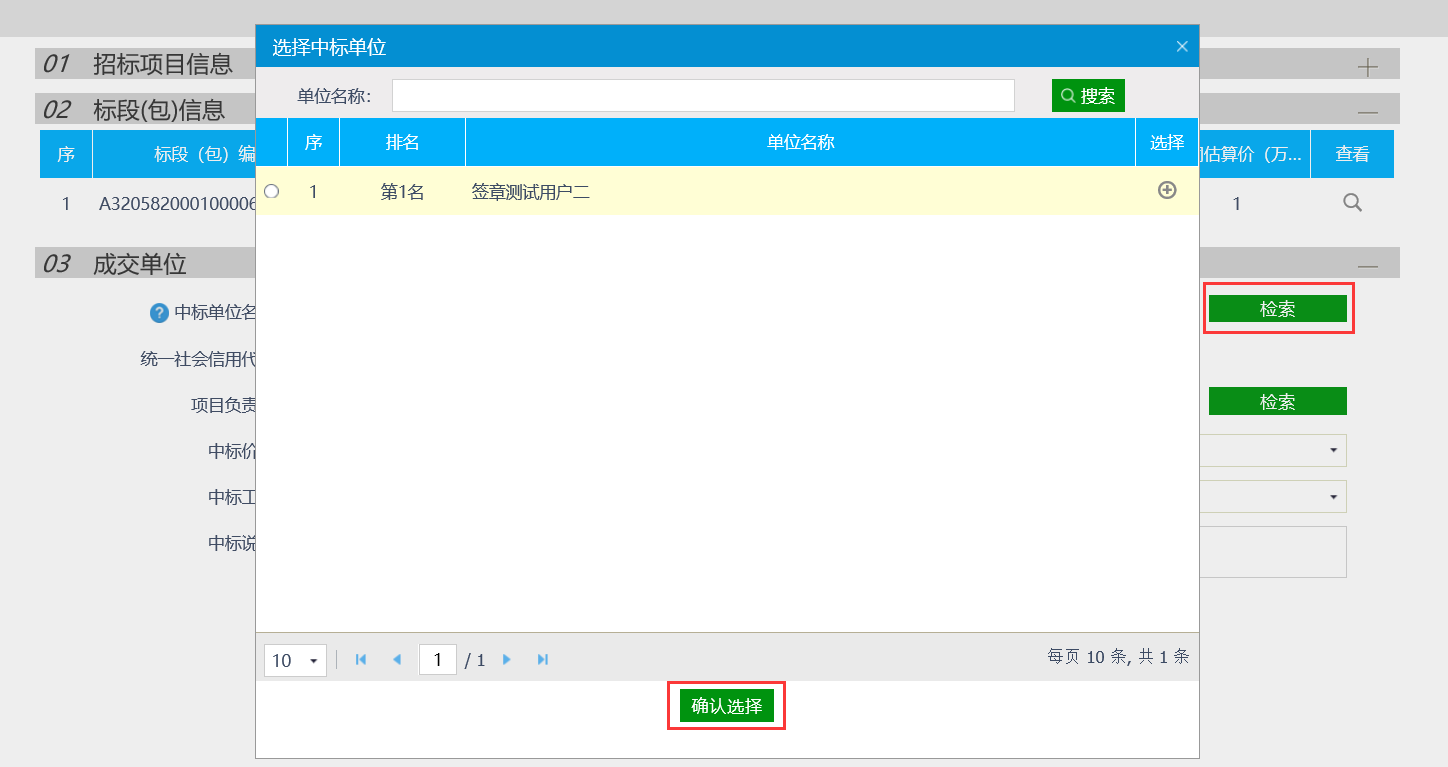 选择中标单位
01 招标项目信息
单位名称:
搜索
02 标段(包)信息
序 排名 单位名称 选择
序 标段（包）编 估算价（万... 查看
1 第1名 签章测试用户二
1 A320582000100006 1
03 成交单位
中标单位名
检索
统一社会信用代
项目负责
检索
中标价
中标工
中标说
10 1 / 1 每页 10 条, 共 1 条
确认选择